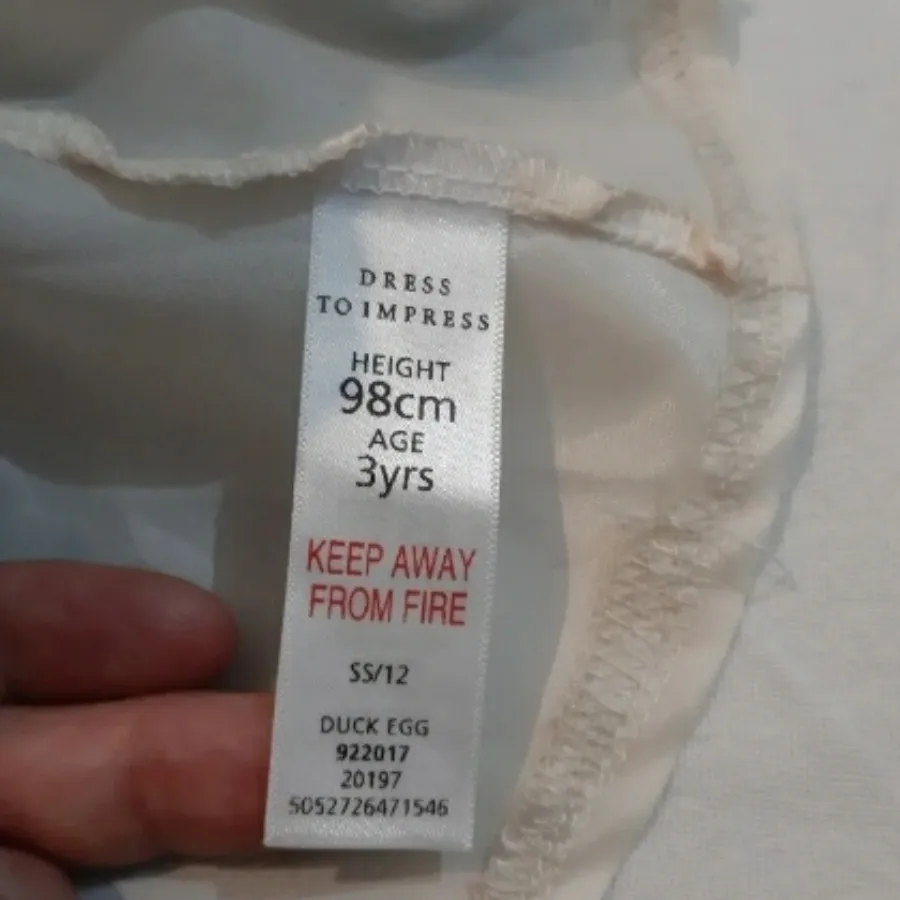 DRESS
TO IMPRESS
HEIGHT
98cm
AGE
3yrs
KEEP AWAY
FROM FIRE
SS/12
DUCK EGG
922017
20197
5052726471546